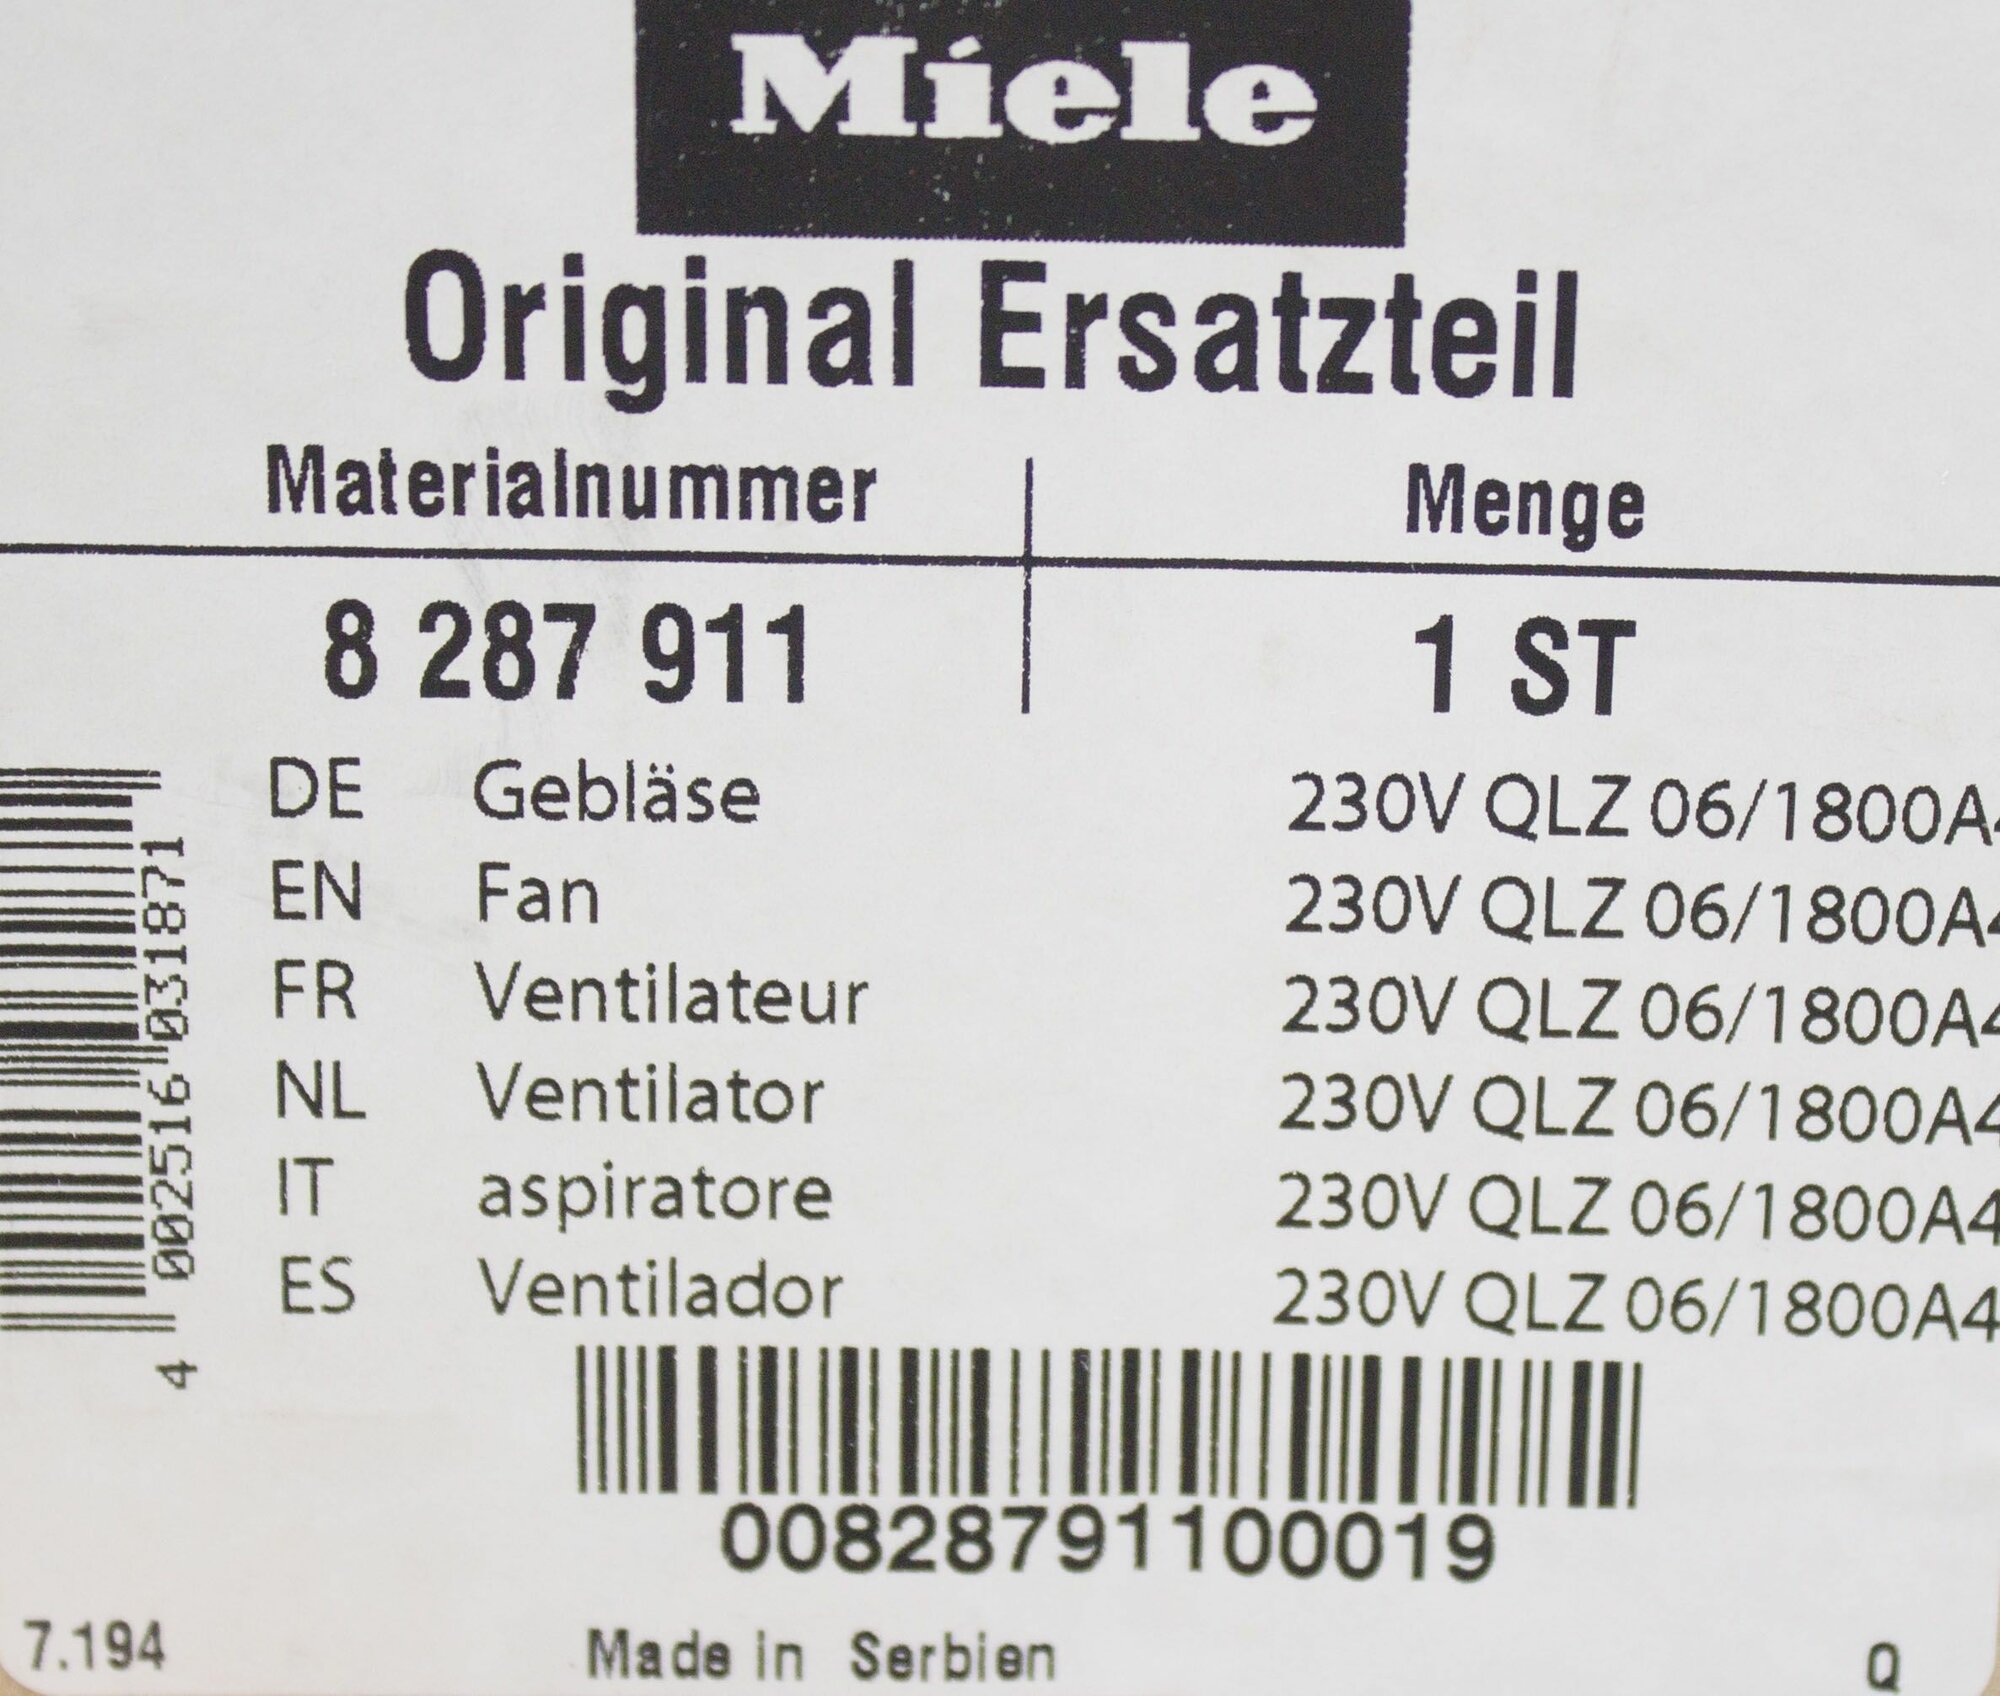 Miele
Original Ersatzteil
Materialnummer Menge
8 287 911 1 ST
DE Gebläse 230V QLZ 06/1800A4
EN Fan 230V QLZ 06/1800A4
FR Ventilateur 230V QLZ 06/1800A4
NL Ventilator 230V QLZ 06/1800A4
IT aspiratore 230V QLZ 06/1800A4
ES Ventilador 230V QLZ 06/1800A4
4 002516 031871
00828791100019
7.194 Made in Serbien Q